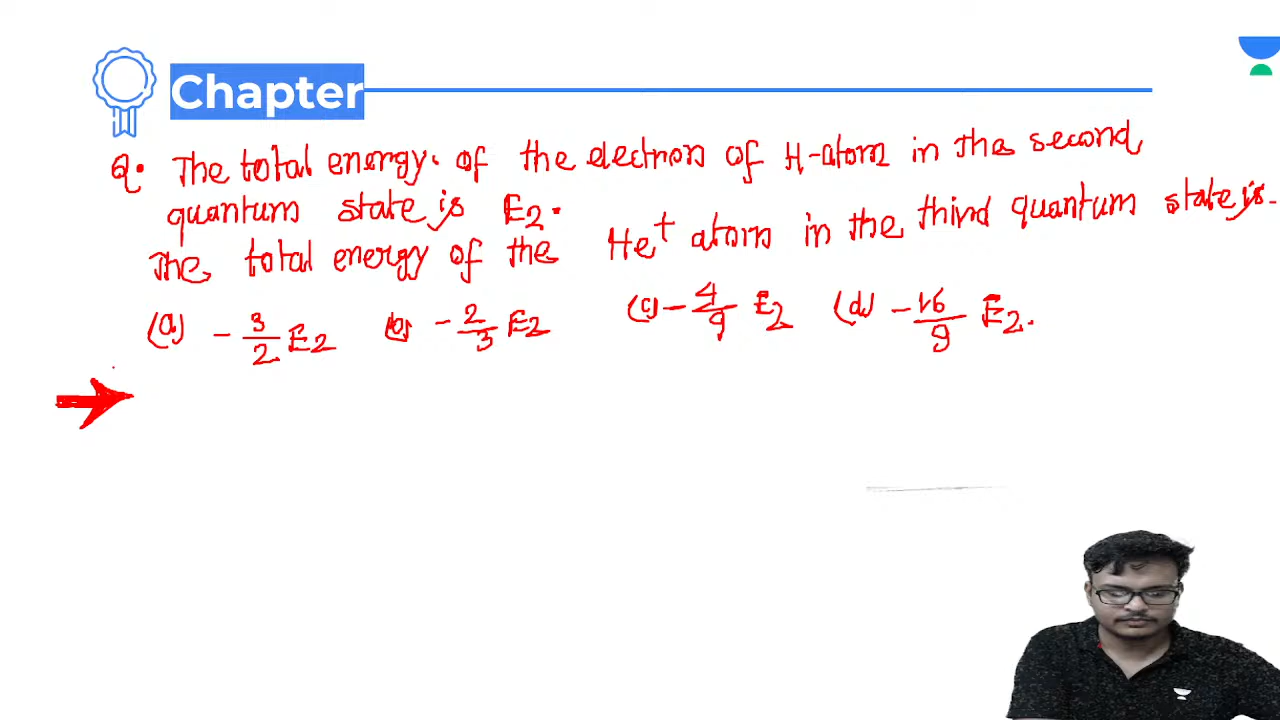 Chapter
Q. The total energy. of the electron of H-atom in the second
quantum state is E2.
The total energy of the He+ atom in the third quantum state is.
(a) - 3/2 E2 (b) - 2/3 E2 (c) - 4/9 E2 (d) - 16/9 E2.